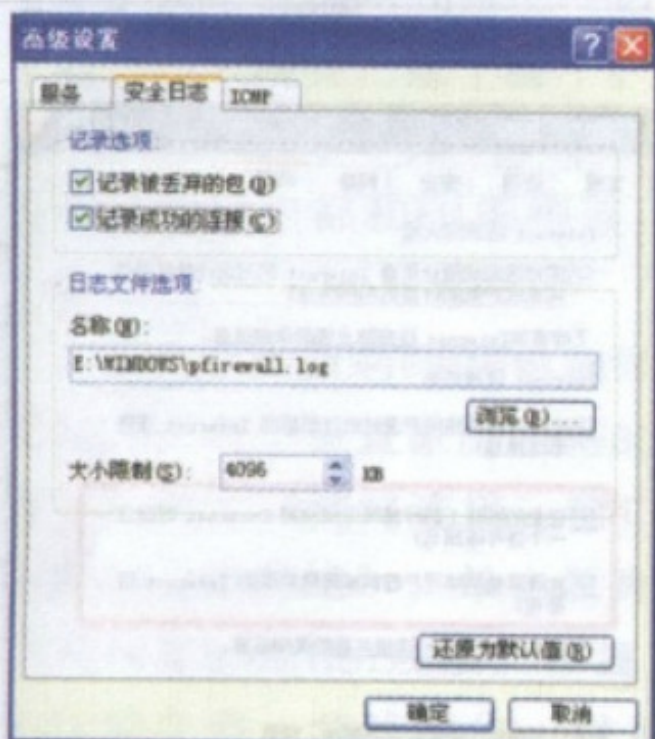 高级设置
服务 安全日志 ICMP
记录选项:
记录被丢弃的包(D)
记录成功的连接(C)
日志文件选项:
名称(N):
E:\WINDOWS\pfirewall.log
浏览(B)...
大小限制(S): 4096 KB
还原为默认值(R)
确定 取消